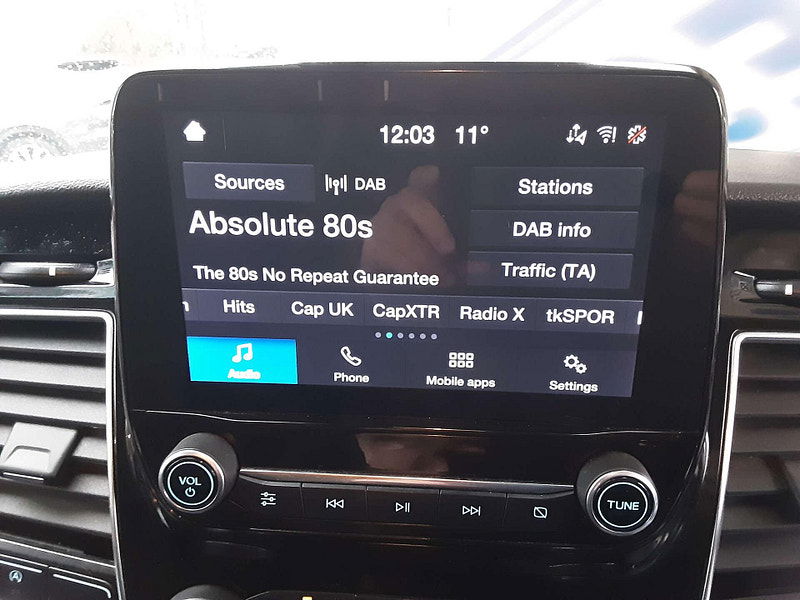 12:03 11°
Sources DAB Stations
Absolute 80s
DAB info
The 80s No Repeat Guarantee
Traffic (TA)
Hits Cap UK CapXTR Radio X tkSPOR
Audio Phone Mobile apps Settings
VOL
TUNE
A